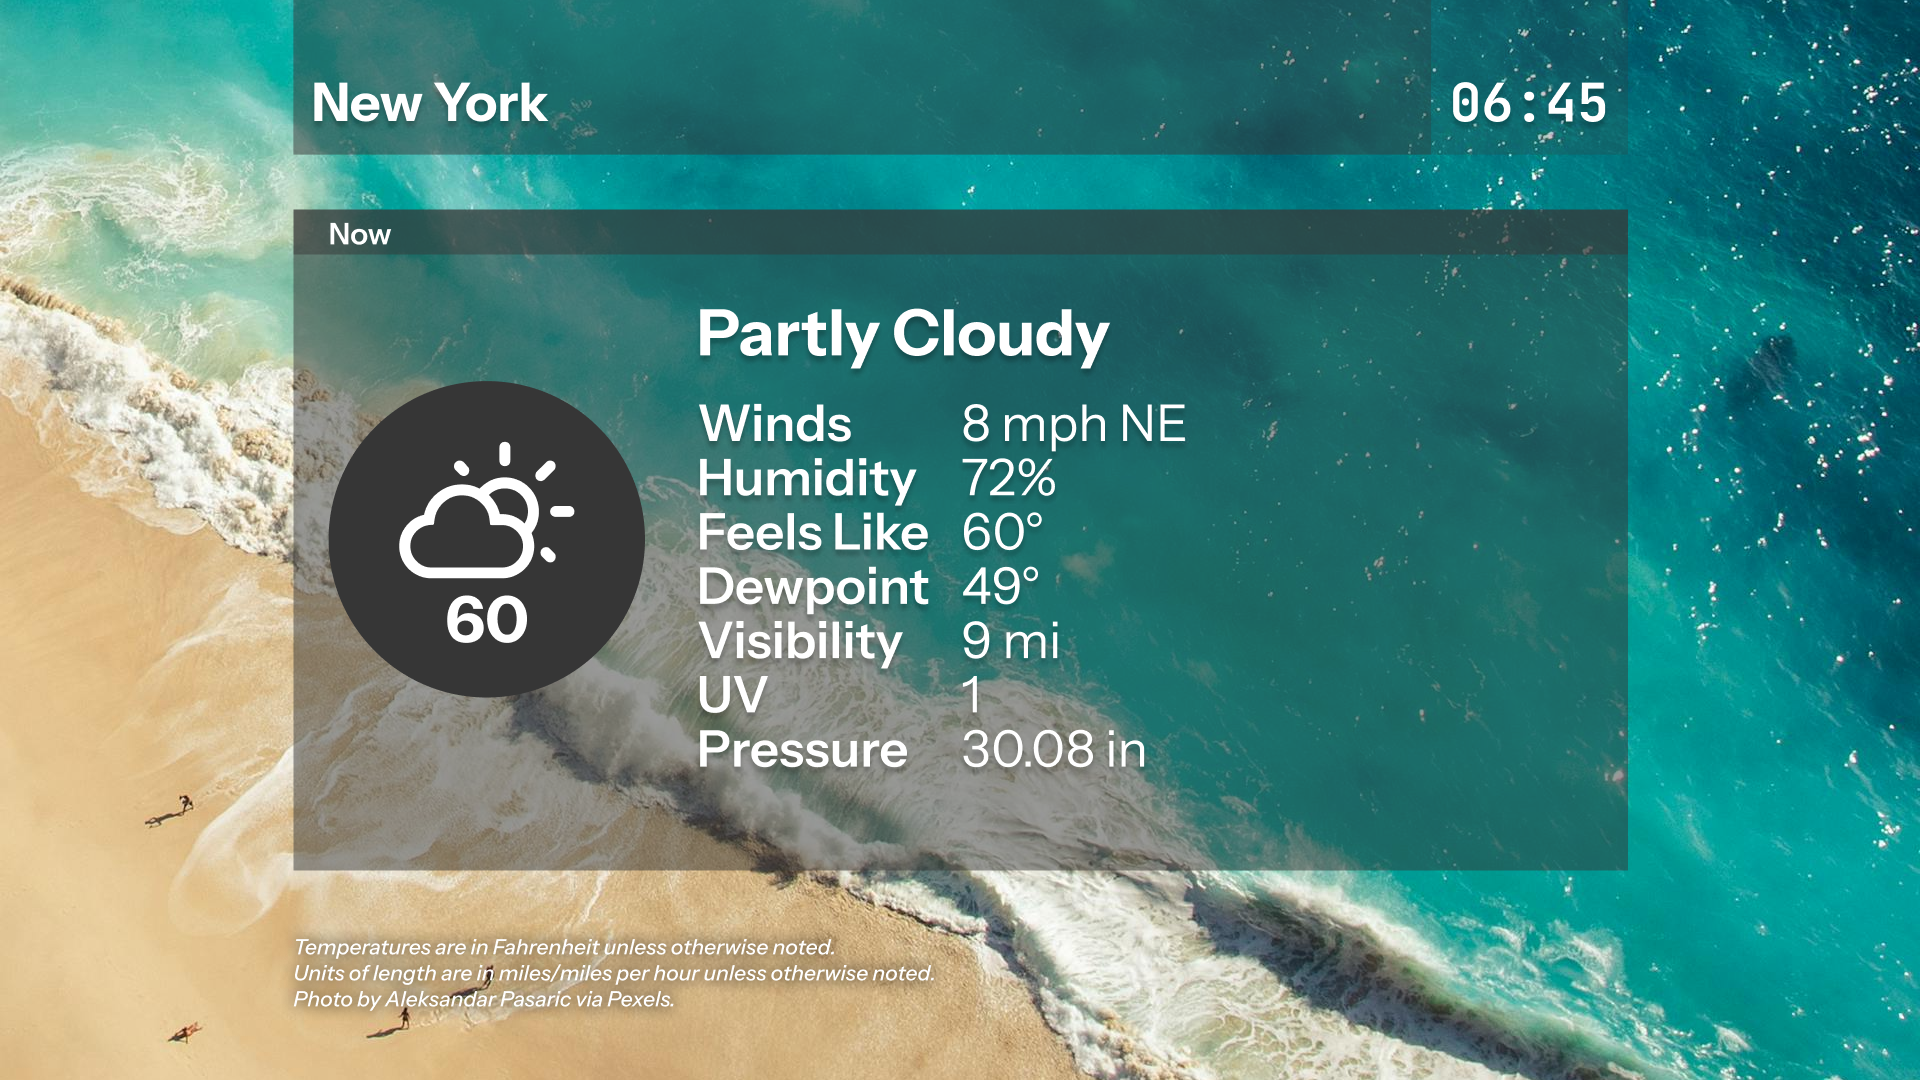 New York
06:45
Now
Partly Cloudy
Winds 8 mph NE
Humidity 72%
Feels Like 60°
Dewpoint 49°
Visibility 9 mi
UV 1
Pressure 30.08 in
60
Temperatures are in Fahrenheit unless otherwise noted.
Units of length are in miles/miles per hour unless otherwise noted.
Photo by Aleksandar Pasaric via Pexels.